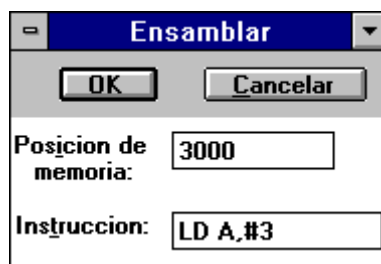 Ensamblar
OK Cancelar
Posicion de
memoria:
3000
Instruccion: LD A,#3